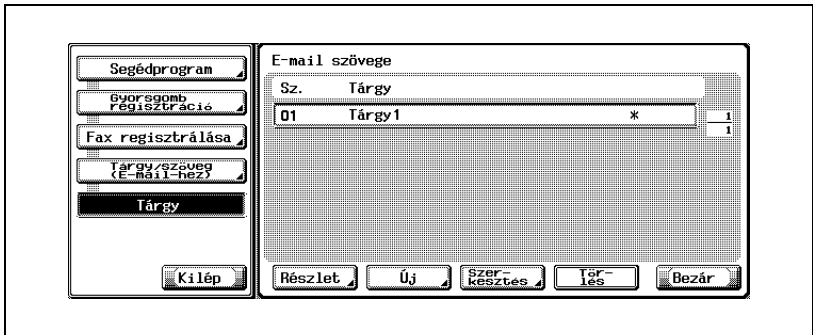 Segédprogram
Gyorsgomb
regisztráció
Fax regisztrálása
Tárgy/szöveg
(E-mail-hez)
Tárgy
Kilép
E-mail szövege
Sz. Tárgy
01 Tárgy1 *
1
1
Részlet
Új
Szer-
kesztés
Tör-
lés
Bezár